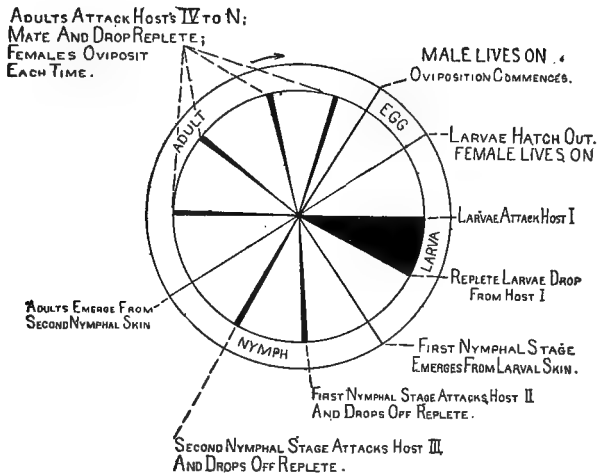 ADULTS ATTACK HOST'S IV TO N;
MATE AND DROP REPLETE;
FEMALES OVIPOSIT
EACH TIME.
MALE LIVES ON.
OVIPOSITION COMMENCES.
EGG
LARVAE HATCH OUT.
FEMALE LIVES ON
ADULT
LARVAE ATTACK HOST I
LARVA
REPLETE LARVAE DROP
FROM HOST I
ADULTS EMERGE FROM
SECOND NYMPHAL SKIN
NYMPH
FIRST NYMPHAL STAGE
EMERGES FROM LARVAL SKIN.
FIRST NYMPHAL STAGE ATTACKS, HOST II
AND DROPS OFF REPLETE.
SECOND NYMPHAL STAGE ATTACKS HOST III,
AND DROPS OFF REPLETE.